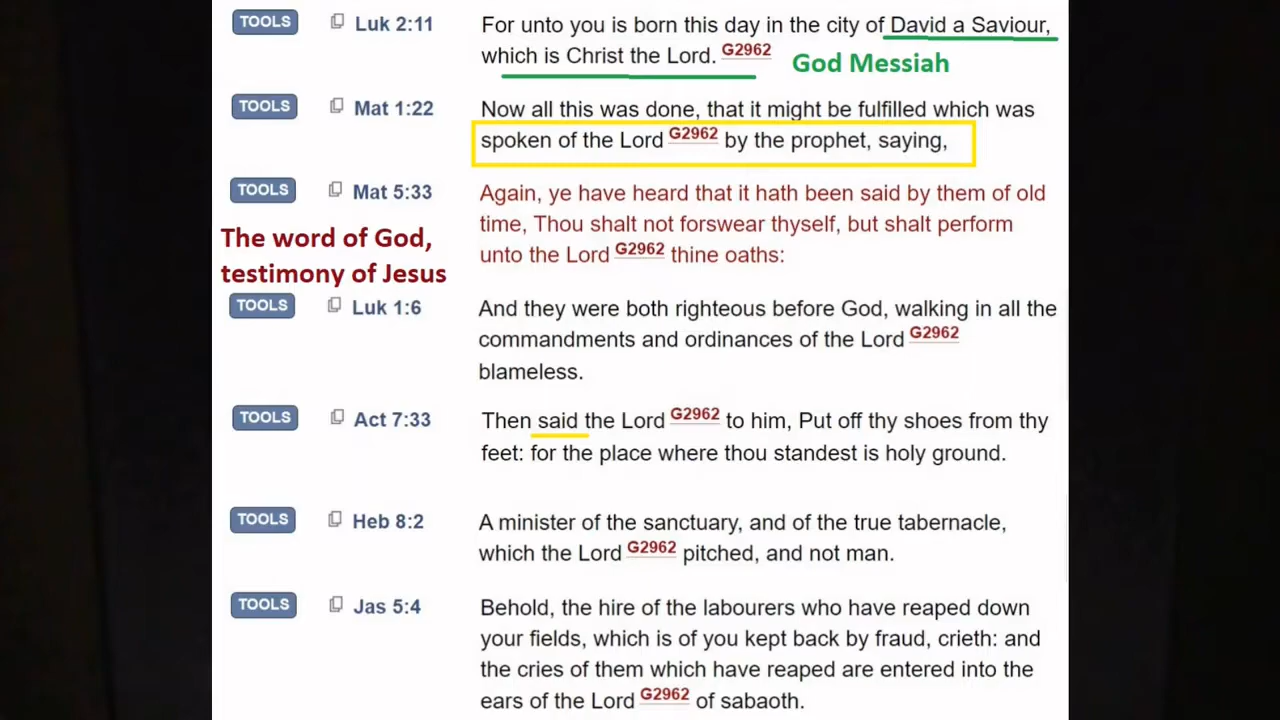 TOOLS Luk 2:11 For unto you is born this day in the city of David a Saviour,
which is Christ the Lord. G2962 God Messiah
TOOLS Mat 1:22 Now all this was done, that it might be fulfilled which was
spoken of the Lord G2962 by the prophet, saying,
TOOLS Mat 5:33 Again, ye have heard that it hath been said by them of old
time, Thou shalt not forswear thyself, but shalt perform
unto the Lord G2962 thine oaths:
The word of God,
testimony of Jesus
TOOLS Luk 1:6 And they were both righteous before God, walking in all the
commandments and ordinances of the Lord G2962
blameless.
TOOLS Act 7:33 Then said the Lord G2962 to him, Put off thy shoes from thy
feet: for the place where thou standest is holy ground.
TOOLS Heb 8:2 A minister of the sanctuary, and of the true tabernacle,
which the Lord G2962 pitched, and not man.
TOOLS Jas 5:4 Behold, the hire of the labourers who have reaped down
your fields, which is of you kept back by fraud, crieth: and
the cries of them which have reaped are entered into the
ears of the Lord G2962 of sabaoth.